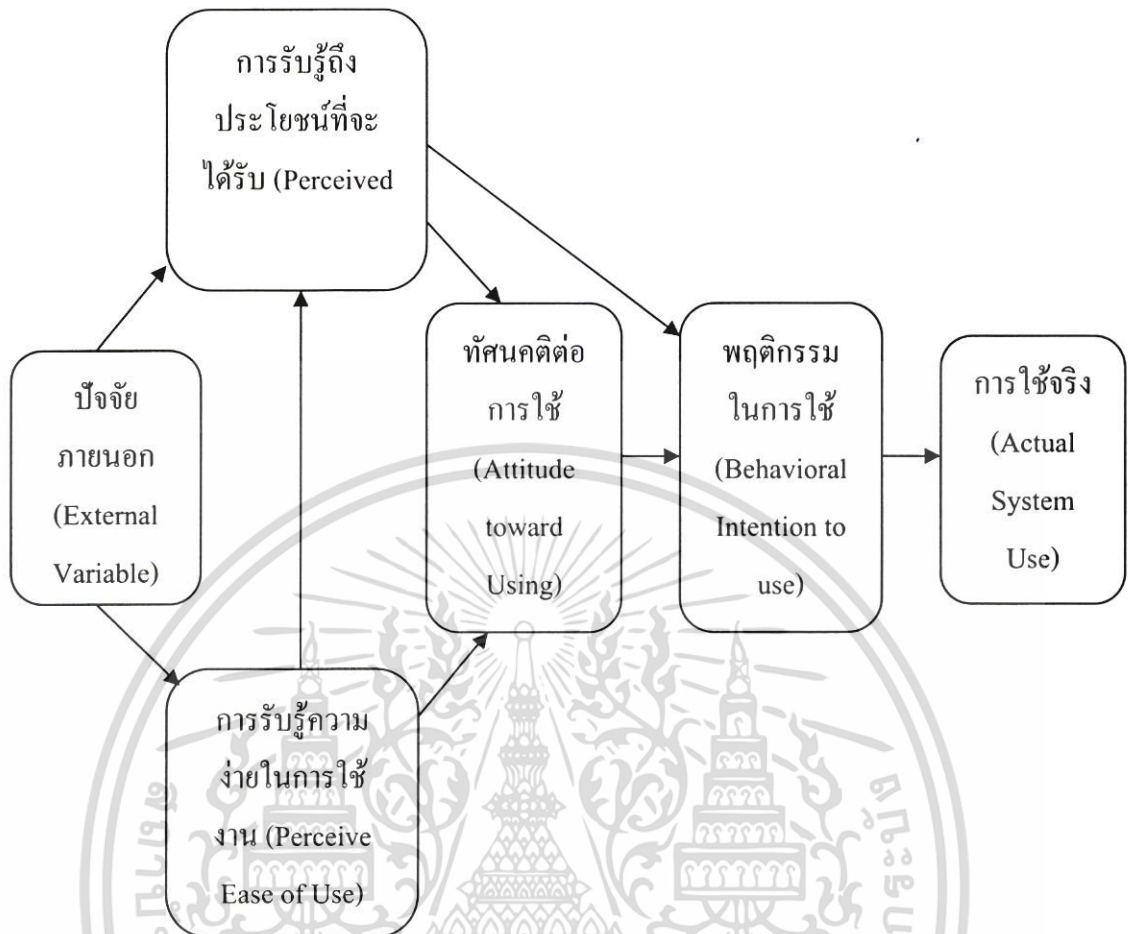 การรับรู้ถึง
ประโยชน์ที่จะ
ได้รับ (Perceived
ปัจจัย
ภายนอก
(External
Variable)
ทัศนคติต่อ
การใช้
(Attitude
toward
Using)
พฤติกรรม
ในการใช้
(Behavioral
Intention to
use)
การใช้จริง
(Actual
System
Use)
การรับรู้ความ
ง่ายในการใช้
งาน (Perceive
Ease of Use)